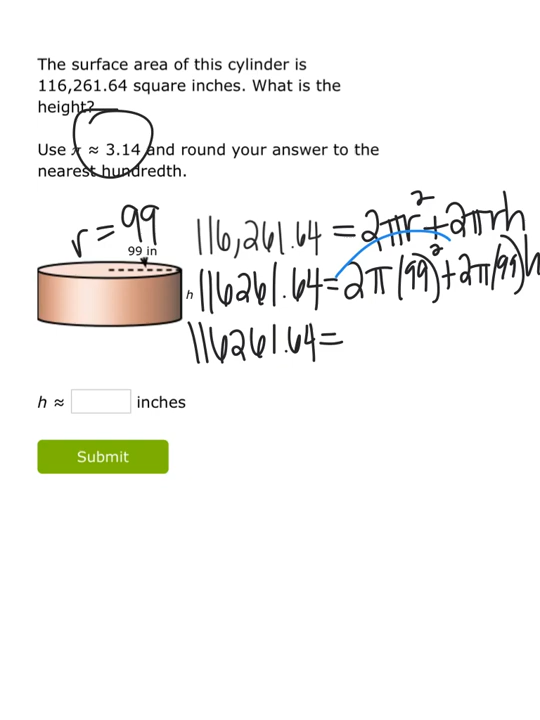 The surface area of this cylinder is
116,261.64 square inches. What is the
height?
Use π ≈ 3.14 and round your answer to the
nearest hundredth.
r = 99
99 in
116,261.64 = 2πr² + 2πrh
h
116261.64 = 2π(99)² + 2π(99)h
116261.64 =
h ≈ inches
Submit